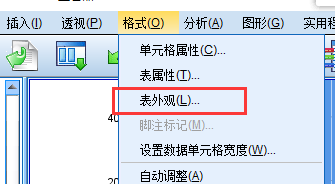 插入(I) 透视(P) 格式(O) 分析(A) 图形(G) 实用程
单元格属性(C)...
表属性(T)...
表外观(L)...
40
脚注标记(M)...
设置数据单元格宽度(W)...
自动调整(A)